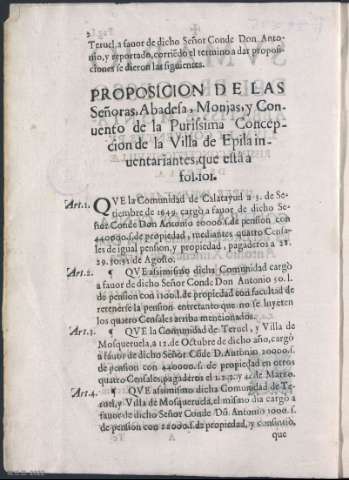 2
Teruel, a fauor de dicho Señor Conde Don Anto-
nio, y reportado, corriẽdo el termino a dar proposi-
ciones se dieron las siguientes.
PROPOSICION DE LAS
Señoras, Abadesa, Monjas, y Con-
uento de la Purissima Concep-
cion de la Villa de Epila in-
uentariantes, que està a
fol. 101.
Art.1. QVE la Comunidad de Calatayud a 3. de Se-
tiembre de 1649. cargò a fauor de dicho Se-
ñor Conde Don Antonio 20000. s. de pension con
440000. s. de propiedad, mediantes quatro Censa-
les de igual pension, y propiedad, pagaderos a 28.
29. 30. 31. de Agosto.
Art.2. ¶ QVE assimismo dicha Comunidad cargò
a fauor de dicho Señor Conde Don Antonio 50. l.
de pension con 1100. l. de propiedad con facultad de
retenerse la pension entretanto que no se luyeten
los quatro Censales arriba mencionados.
Art.3. ¶ QVE la Comunidad de Teruel, y Villa de
Mosqueruela, a 12. de Octubre de dicho año, cargò
a fauor de dicho Señor Cõde D. Antonio 20000. s.
de pension con 440000. s. de propiedad en otros
quatro Censales, pagaderos el 1. 2. 3. y 4. de Março.
Art.4. ¶ QVE assimismo dicha Comunidad de Te-
ruel, y Villa de Mosqueruela, el mismo dia cargò a
fauor de dicho Señor Conde Dõ Antonio 1000. s.
de pension con 22000. s. de propiedad, y consintiò,
que